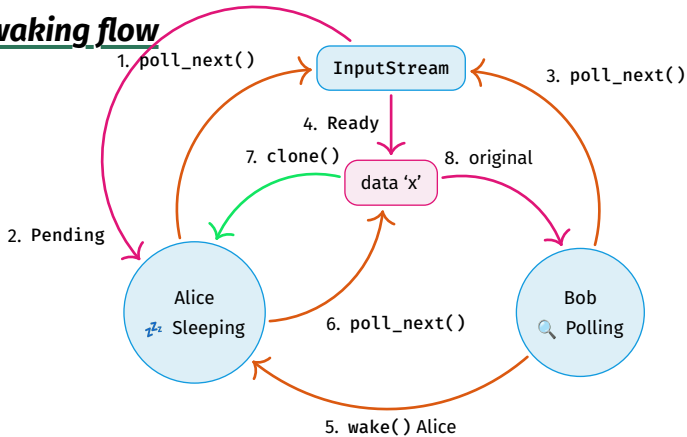 waking flow
1. poll_next()
InputStream
3. poll_next()
4. Ready
7. clone()
8. original
data ‘x’
2. Pending
Alice
💤 Sleeping
Bob
🔍 Polling
6. poll_next()
5. wake() Alice